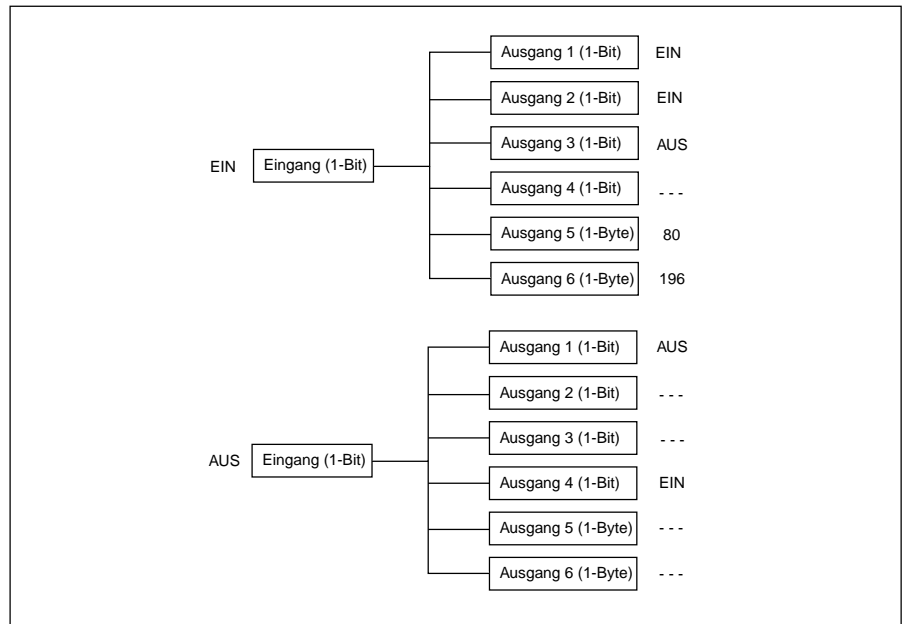 Ausgang 1 (1-Bit) EIN
Ausgang 2 (1-Bit) EIN
Ausgang 3 (1-Bit) AUS
EIN Eingang (1-Bit)
Ausgang 4 (1-Bit) - - -
Ausgang 5 (1-Byte) 80
Ausgang 6 (1-Byte) 196
Ausgang 1 (1-Bit) AUS
Ausgang 2 (1-Bit) - - -
Ausgang 3 (1-Bit) - - -
AUS Eingang (1-Bit)
Ausgang 4 (1-Bit) EIN
Ausgang 5 (1-Byte) - - -
Ausgang 6 (1-Byte) - - -